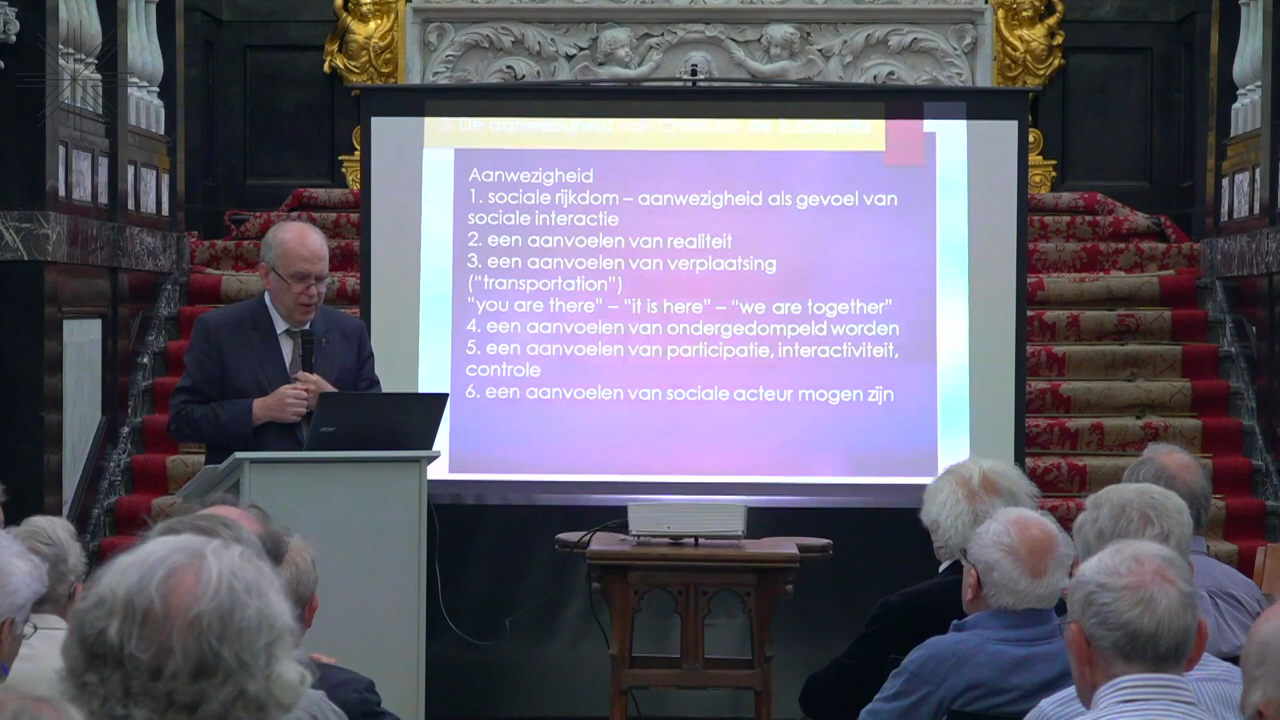 Aanwezigheid
1. sociale rijkdom – aanwezigheid als gevoel van
sociale interactie
2. een aanvoelen van realiteit
3. een aanvoelen van verplaatsing
("transportation")
"you are there" – "it is here" – "we are together"
4. een aanvoelen van ondergedompeld worden
5. een aanvoelen van participatie, interactiviteit,
controle
6. een aanvoelen van sociale acteur mogen zijn
acer